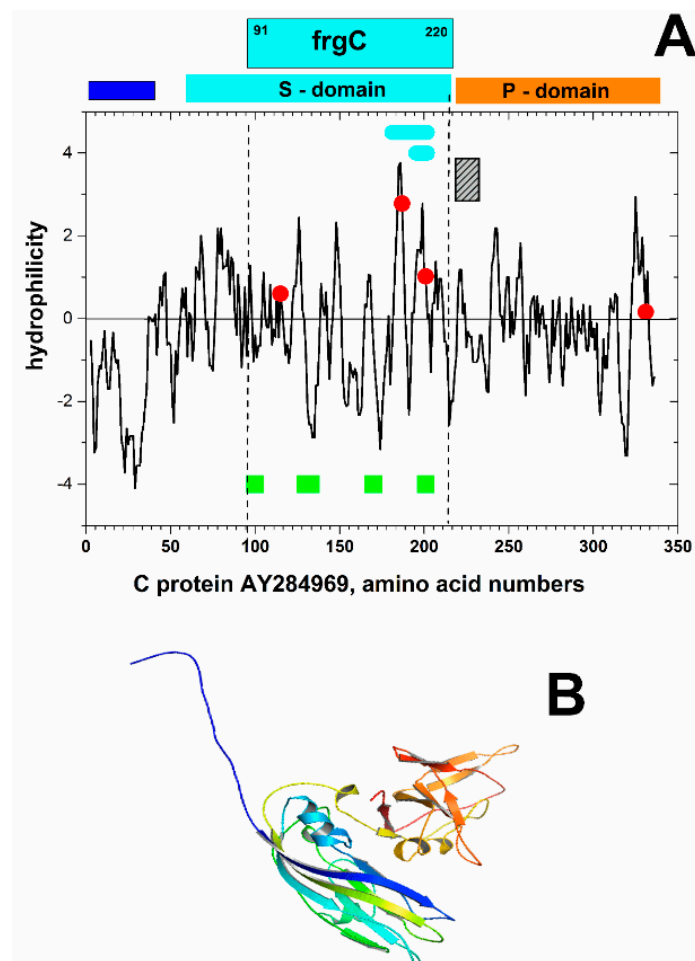 A
91 frgC 220
S - domain P - domain
hydrophilicity
4
2
0
-2
-4
0 50 100 150 200 250 300 350
C protein AY284969, amino acid numbers
B